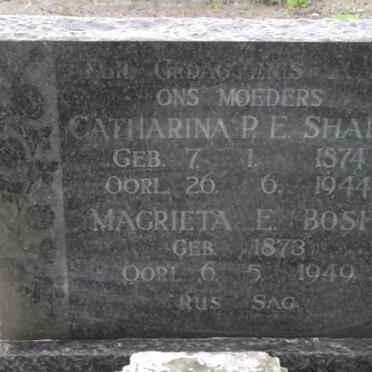 TER GEDAGTENIS A
ONS MOEDERS
CATHARINA P. E. SHA
GEB. 7. 1. 1874
OORL. 26. 6. 1944
MAGRIETA E. BOSH
GEB. 1873
OORL. 6. 5. 1949
RUS SAG